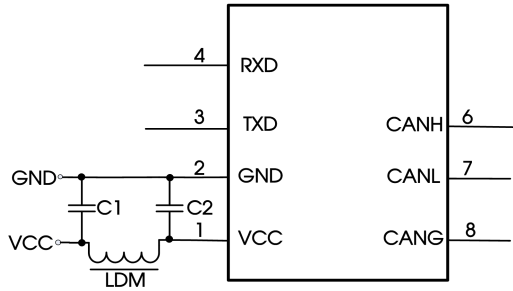 4 RXD
3 TXD CANH 6
GND 2 GND CANL 7
C1 C2
VCC 1 VCC CANG 8
LDM